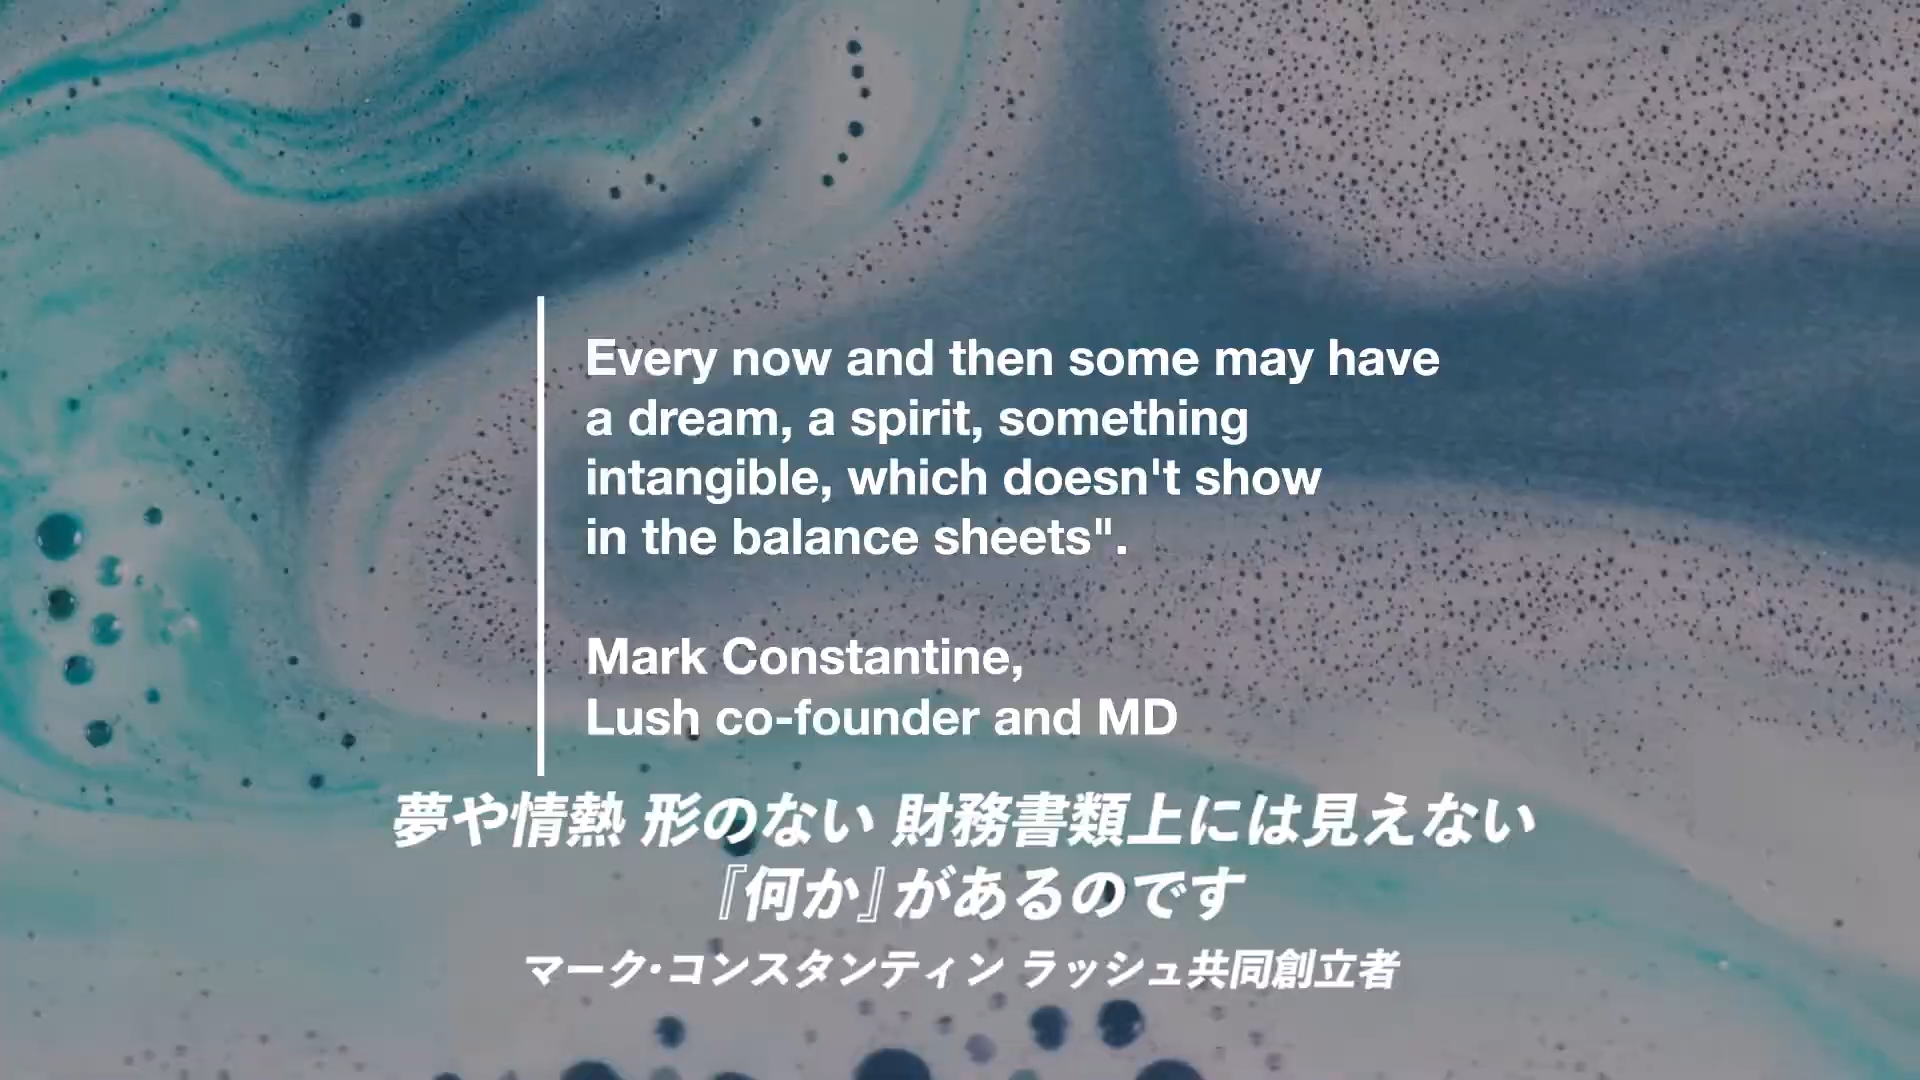 Every now and then some may have
a dream, a spirit, something
intangible, which doesn't show
in the balance sheets".
Mark Constantine,
Lush co-founder and MD
夢や情熱 形のない 財務書類上には見えない
『何か』があるのです
マーク・コンスタンティン ラッシュ共同創立者